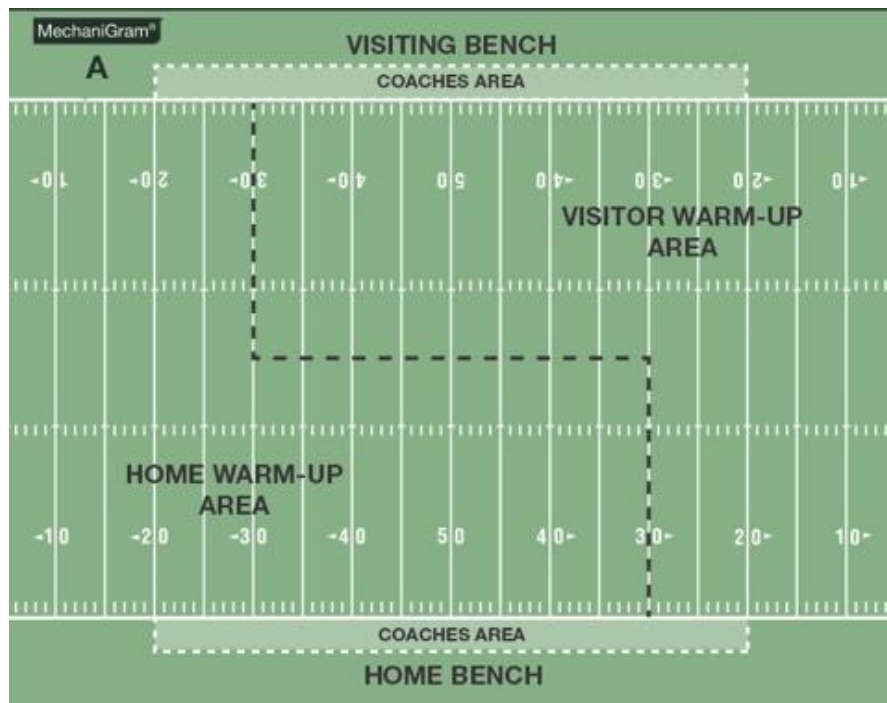 MechaniGram®
A
VISITING BENCH
COACHES AREA
10 20 30 40 50 40 30 20 10
VISITOR WARM-UP
AREA
HOME WARM-UP
AREA
10 20 30 40 50 40 30 20 10
COACHES AREA
HOME BENCH